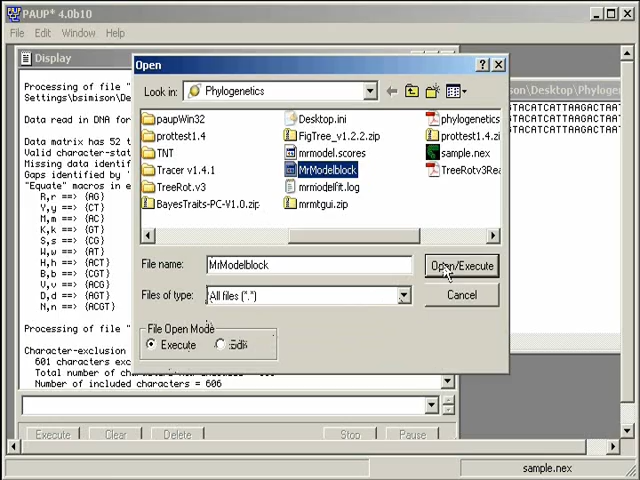 PAUP* 4.0b10
File Edit Window Help
Display
Open
Look in: Phylogenetics
Processing of file "
Settings\bsimison\De
son/Desktop/Phylogen
Data read in DNA for
Data matrix has 52 t
Valid character-stat
Missing data identif
Gaps identified by '
"Equate" macros in e
R,r ==> {AG}
Y,y ==> {CT}
M,m ==> {AC}
K,k ==> {GT}
S,s ==> {CG}
W,w ==> {AT}
H,h ==> {ACT}
B,b ==> {CGT}
V,v ==> {ACG}
D,d ==> {AGT}
N,n ==> {ACGT}
Processing of file "
Character-exclusion
601 characters exc
Total number of
Number of included characters = 606
GTACATCATTAAGACTAAT
paupWin32
prottest1.4
TNT
Tracer v1.4.1
TreeRot.v3
BayesTraits-PC-V1.0.zip
Desktop.ini
FigTree_v1.2.2.zip
mrmodel.scores
MrModelblock
mrmodelfit.log
mrmtgui.zip
phylogenetics
prottest1.4.zi
sample.nex
TreeRotv3Rea
File name: MrModelblock
Open/Execute
Files of type: All files (*.*)
Cancel
File Open Mode
Execute Edit
Execute Clear Delete Stop Pause
sample.nex